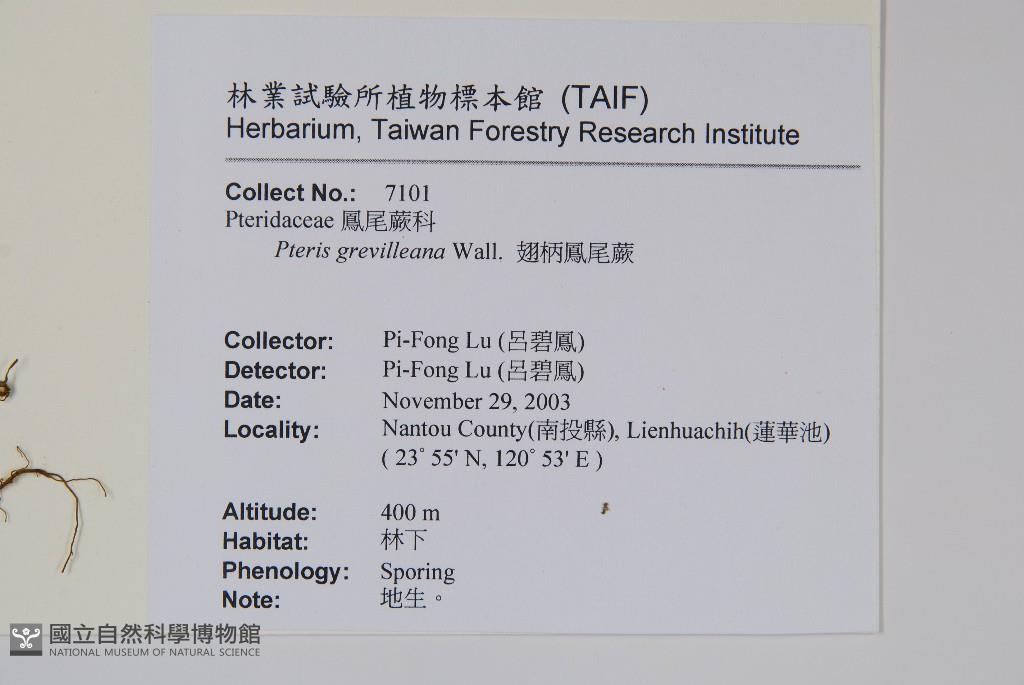 林業試驗所植物標本館 (TAIF)
Herbarium, Taiwan Forestry Research Institute
Collect No.: 7101
Pteridaceae 鳳尾蕨科
Pteris grevilleana Wall. 翅柄鳳尾蕨
Collector: Pi-Fong Lu (呂碧鳳)
Detector: Pi-Fong Lu (呂碧鳳)
Date: November 29, 2003
Locality: Nantou County(南投縣), Lienhuachih(蓮華池)
( 23° 55' N, 120° 53' E )
Altitude: 400 m
Habitat: 林下
Phenology: Sporing
Note: 地生。
國立自然科學博物館
NATIONAL MUSEUM OF NATURAL SCIENCE